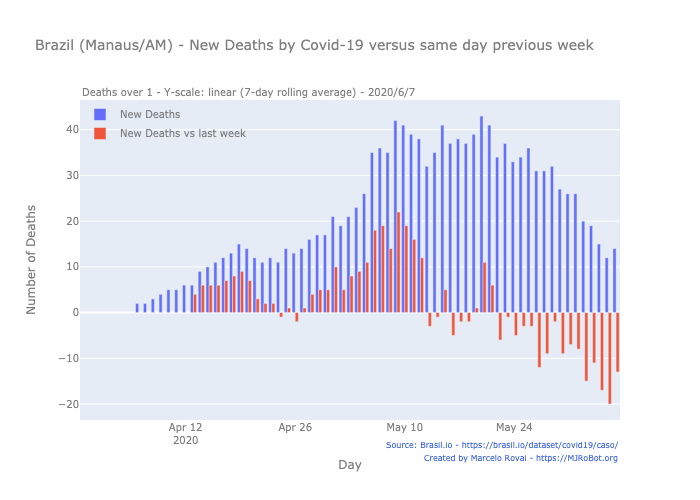 Brazil (Manaus/AM) - New Deaths by Covid-19 versus same day previous week
Deaths over 1 - Y-scale: linear (7-day rolling average) - 2020/6/7
New Deaths
New Deaths vs last week
Number of Deaths
40
30
20
10
0
−10
−20
Apr 12
2020
Apr 26
May 10
May 24
Day
Source: Brasil.io - https://brasil.io/dataset/covid19/caso/
Created by Marcelo Rovai - https://MJRoBot.org